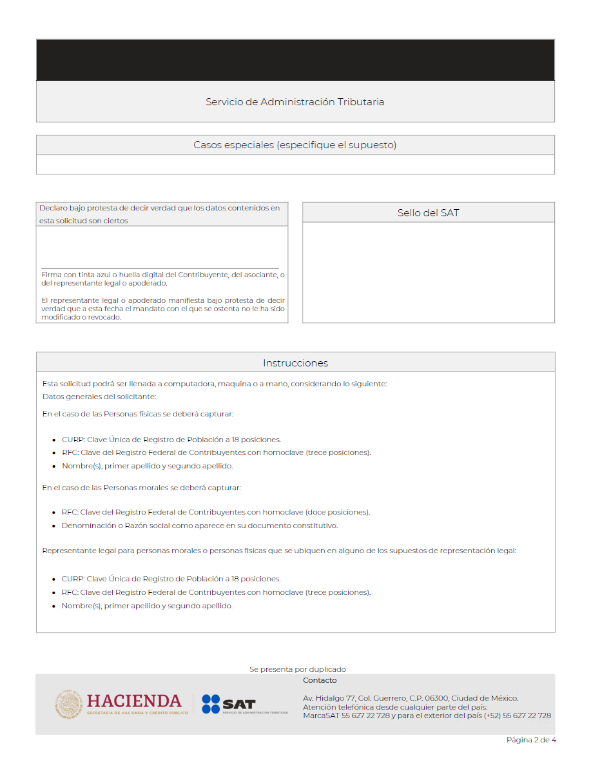 Servicio de Administración Tributaria
Casos especiales (especifique el supuesto)
Declaro bajo protesta de decir verdad que los datos contenidos en
esta solicitud son ciertos
Sello del SAT
Firma con tinta azul o huella digital del Contribuyente, del asociante, o
del representante legal o apoderado.
El representante legal o apoderado manifiesta bajo protesta de decir
verdad que a esta fecha el mandato con el que se ostenta no le ha sido
modificado o revocado.
Instrucciones
Esta solicitud podrá ser llenada a computadora, maquina o a mano, considerando lo siguiente:
Datos generales del solicitante:
En el caso de las Personas físicas se deberá capturar:
• CURP: Clave Única de Registro de Población a 18 posiciones.
• RFC: Clave del Registro Federal de Contribuyentes con homoclave (trece posiciones).
• Nombre(s), primer apellido y segundo apellido.
En el caso de las Personas morales se deberá capturar:
• RFC: Clave del Registro Federal de Contribuyentes con homoclave (doce posiciones).
• Denominación o Razón social como aparece en su documento constitutivo.
Representante legal para personas morales o personas físicas que se ubiquen en alguno de los supuestos de representación legal:
• CURP: Clave Única de Registro de Población a 18 posiciones.
• RFC: Clave del Registro Federal de Contribuyentes con homoclave (trece posiciones).
• Nombre(s), primer apellido y segundo apellido.
Se presenta por duplicado
Contacto
HACIENDA
SECRETARÍA DE HACIENDA Y CRÉDITO PÚBLICO
SAT
SERVICIO DE ADMINISTRACIÓN TRIBUTARIA
Av. Hidalgo 77, Col. Guerrero, C.P. 06300, Ciudad de México.
Atención telefónica desde cualquier parte del país:
MarcaSAT 55 627 22 728 y para el exterior del país (+52) 55 627 22 728
Página 2 de 4